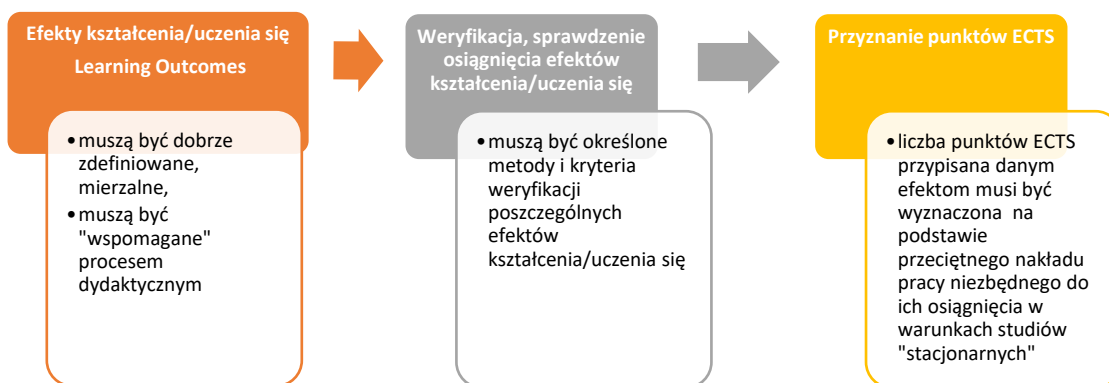 Efekty kształcenia/uczenia się
Learning Outcomes
•muszą być dobrze
zdefiniowane,
mierzalne,
•muszą być
"wspomagane"
procesem
dydaktycznym
Weryfikacja, sprawdzenie
osiągnięcia efektów
kształcenia/uczenia się
•muszą być określone
metody i kryteria
weryfikacji
poszczególnych
efektów
kształcenia/uczenia się
Przyznanie punktów ECTS
•liczba punktów ECTS
przypisana danym
efektom musi być
wyznaczona na
podstawie
przeciętnego nakładu
pracy niezbędnego do
ich osiągnięcia w
warunkach studiów
"stacjonarnych"